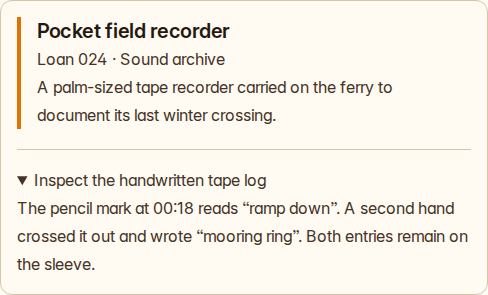 Pocket field recorder
Loan 024 · Sound archive
A palm-sized tape recorder carried on the ferry to
document its last winter crossing.
▼ Inspect the handwritten tape log
The pencil mark at 00:18 reads “ramp down”. A second hand
crossed it out and wrote “mooring ring”. Both entries remain on
the sleeve.